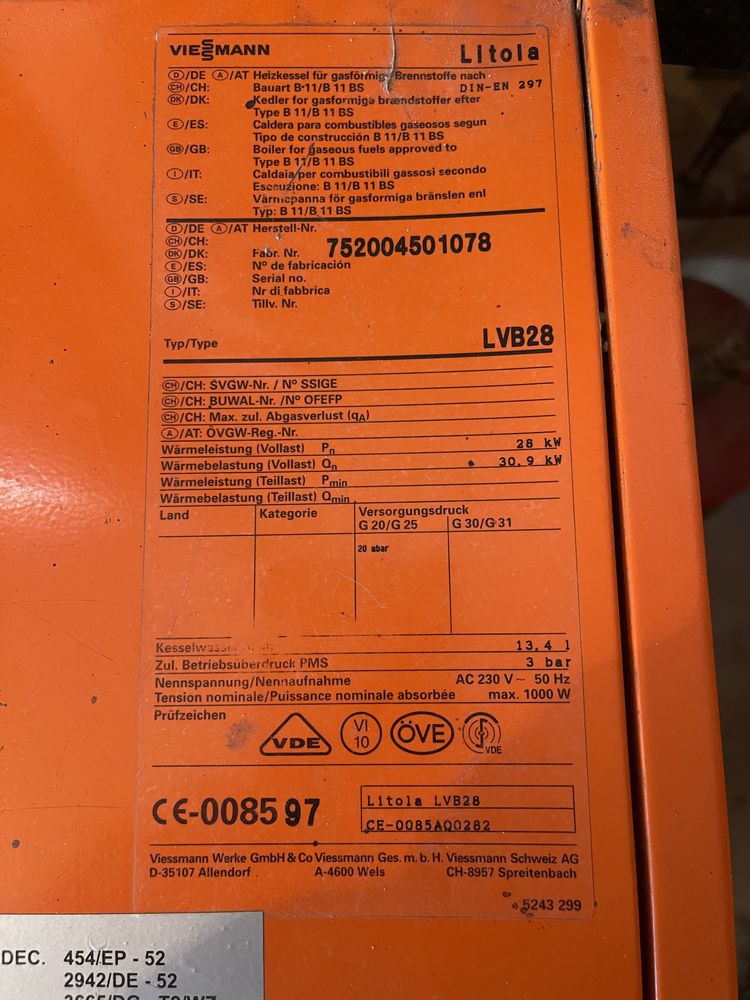 VIESSMANN Litola
D/DE A/AT Heizkessel für gasförmige Brennstoffe nach
CH/CH: Bauart B 11/B 11 BS DIN-EN 297
DK/DK: Kedler for gasformige brændstoffer efter
Type B 11/B 11 BS
E/ES: Caldera para combustibles gaseosos segun
Tipo de construcción B 11/B 11 BS
GB/GB: Boiler for gaseous fuels approved to
Type B 11/B 11 BS
I/IT: Caldaia per combustibili gassosi secondo
Esecuzione: B 11/B 11 BS
S/SE: Värmepanna för gasformiga bränslen enl
Typ: B 11/B 11 BS
D/DE A/AT Herstell-Nr.
CH/CH:
DK/DK: Fabr. Nr. 752004501078
E/ES: Nº de fabricación
GB/GB: Serial no.
I/IT: Nr di fabbrica
S/SE: Tillv. Nr.
Typ/Type LVB28
CH/CH: SVGW-Nr. / Nº SSIGE
CH/CH: BUWAL-Nr. /Nº OFEFP
CH/CH: Max. zul. Abgasverlust (qA)
A/AT: ÖVGW-Reg.-Nr.
Wärmeleistung (Vollast) Pn 28 kW
Wärmebelastung (Vollast) Qn 30,9 kW
Wärmeleistung (Teillast) Pmin
Wärmebelastung (Teillast) Qmin
Land Kategorie Versorgungsdruck
G 20/G 25 G 30/G 31
20 mbar
13,4 l
Zul. Betriebsüberdruck PMS 3 bar
Nennspannung/Nennaufnahme AC 230 V~ 50 Hz
Tension nominale/Puissance nominale absorbée max. 1000 W
Prüfzeichen
VDE VI 10 ÖVE VDE
CE-0085 97
Litola LVB28
CE-0085AQ0282
Viessmann Werke GmbH & Co Viessmann Ges. m. b. H. Viessmann Schweiz AG
D-35107 Allendorf A-4600 Wels CH-8957 Spreitenbach
5243 299
DEC. 454/EP - 52
2942/DE - 52